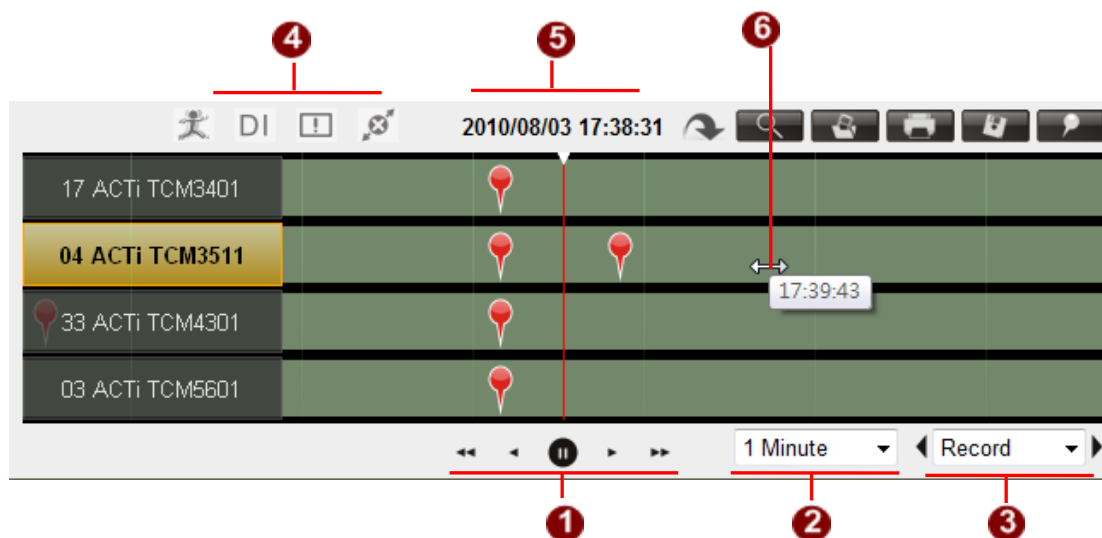 4 5 6
DI 2010/08/03 17:38:31
17 ACTi TCM3401
04 ACTi TCM3511
17:39:43
33 ACTi TCM4301
03 ACTi TCM5601
1 Minute Record
1 2 3